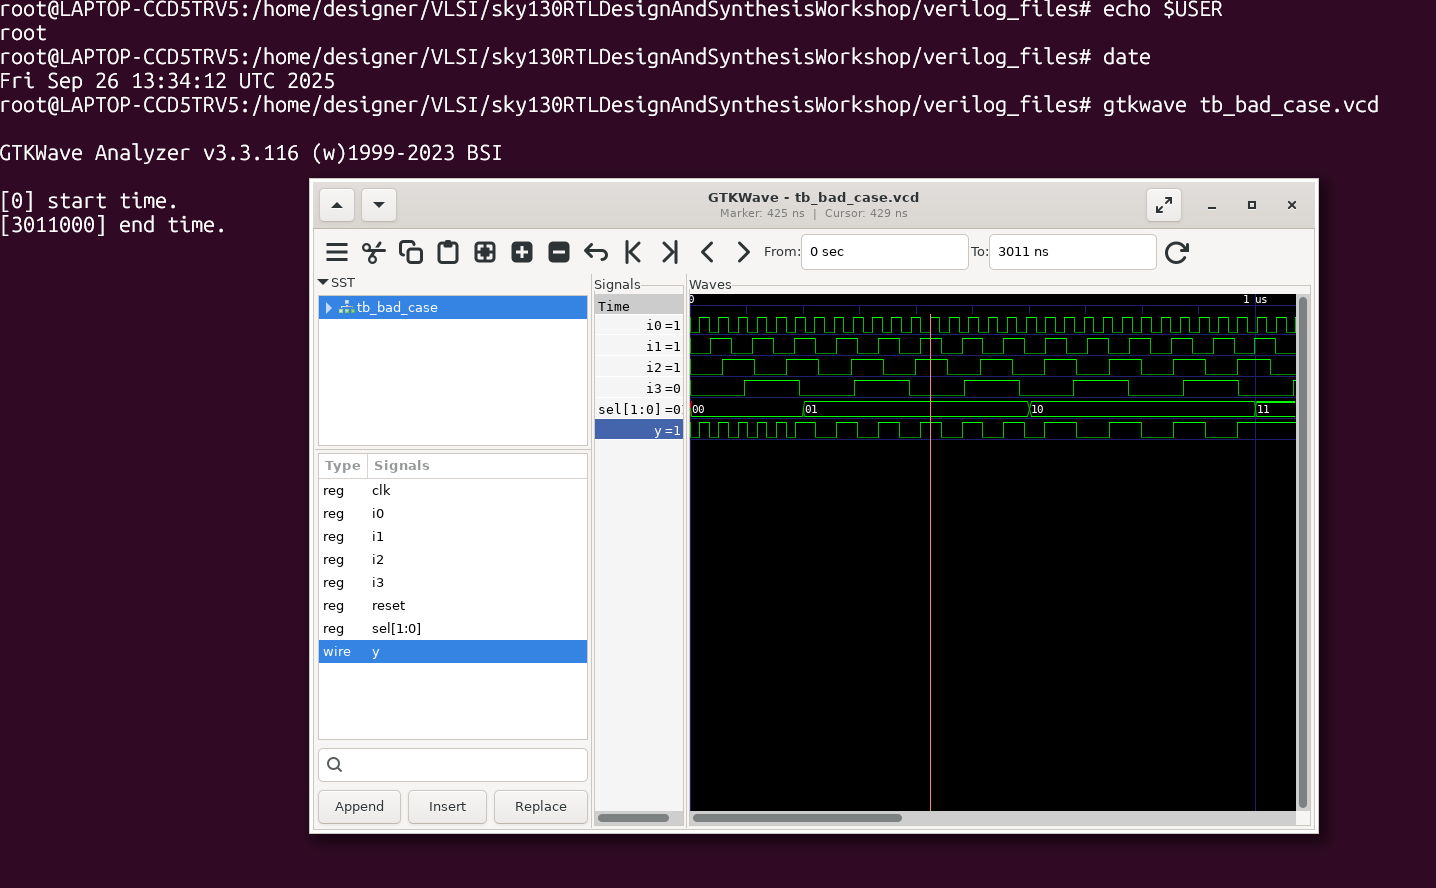 root@LAPTOP-CCD5TRV5:/home/designer/VLSI/sky130RTLDesignAndSynthesisWorkshop/verilog_files# echo $USER
root
root@LAPTOP-CCD5TRV5:/home/designer/VLSI/sky130RTLDesignAndSynthesisWorkshop/verilog_files# date
Fri Sep 26 13:34:12 UTC 2025
root@LAPTOP-CCD5TRV5:/home/designer/VLSI/sky130RTLDesignAndSynthesisWorkshop/verilog_files# gtkwave tb_bad_case.vcd
GTKWave Analyzer v3.3.116 (w)1999-2023 BSI
[0] start time.
[3011000] end time.
GTKWave - tb_bad_case.vcd
Marker: 425 ns | Cursor: 429 ns
From: 0 sec To: 3011 ns
SST
tb_bad_case
Type Signals
reg clk
reg i0
reg i1
reg i2
reg i3
reg reset
reg sel[1:0]
wire y
Append Insert Replace
Signals
Time
i0 =1
i1 =1
i2 =1
i3 =0
sel[1:0] =01
y =1
Waves
0 1 us
00 01 10 11